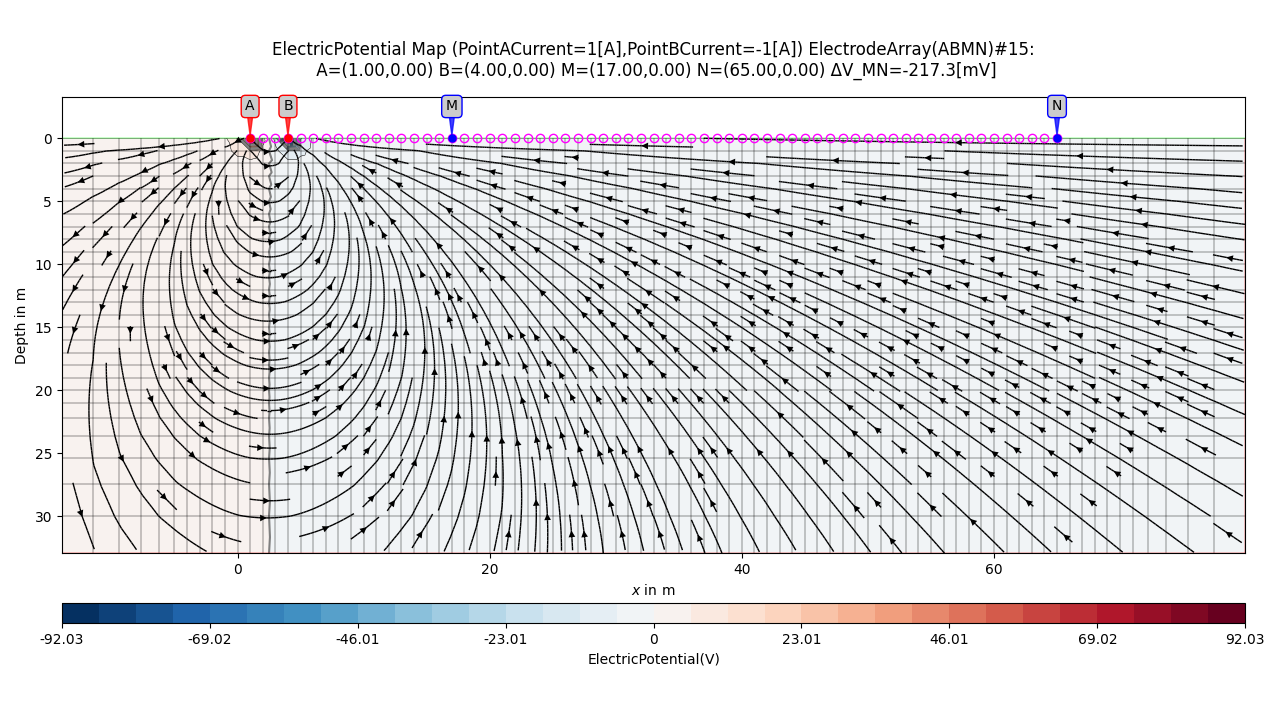 ElectricPotential Map (PointACurrent=1[A],PointBCurrent=-1[A]) ElectrodeArray(ABMN)#15:
A=(1.00,0.00) B=(4.00,0.00) M=(17.00,0.00) N=(65.00,0.00) ΔV_MN=-217.3[mV]
A B M N
0
5
10
15
20
25
30
Depth in m
0 20 40 60
x in m
-92.03 -69.02 -46.01 -23.01 0 23.01 46.01 69.02 92.03
ElectricPotential(V)